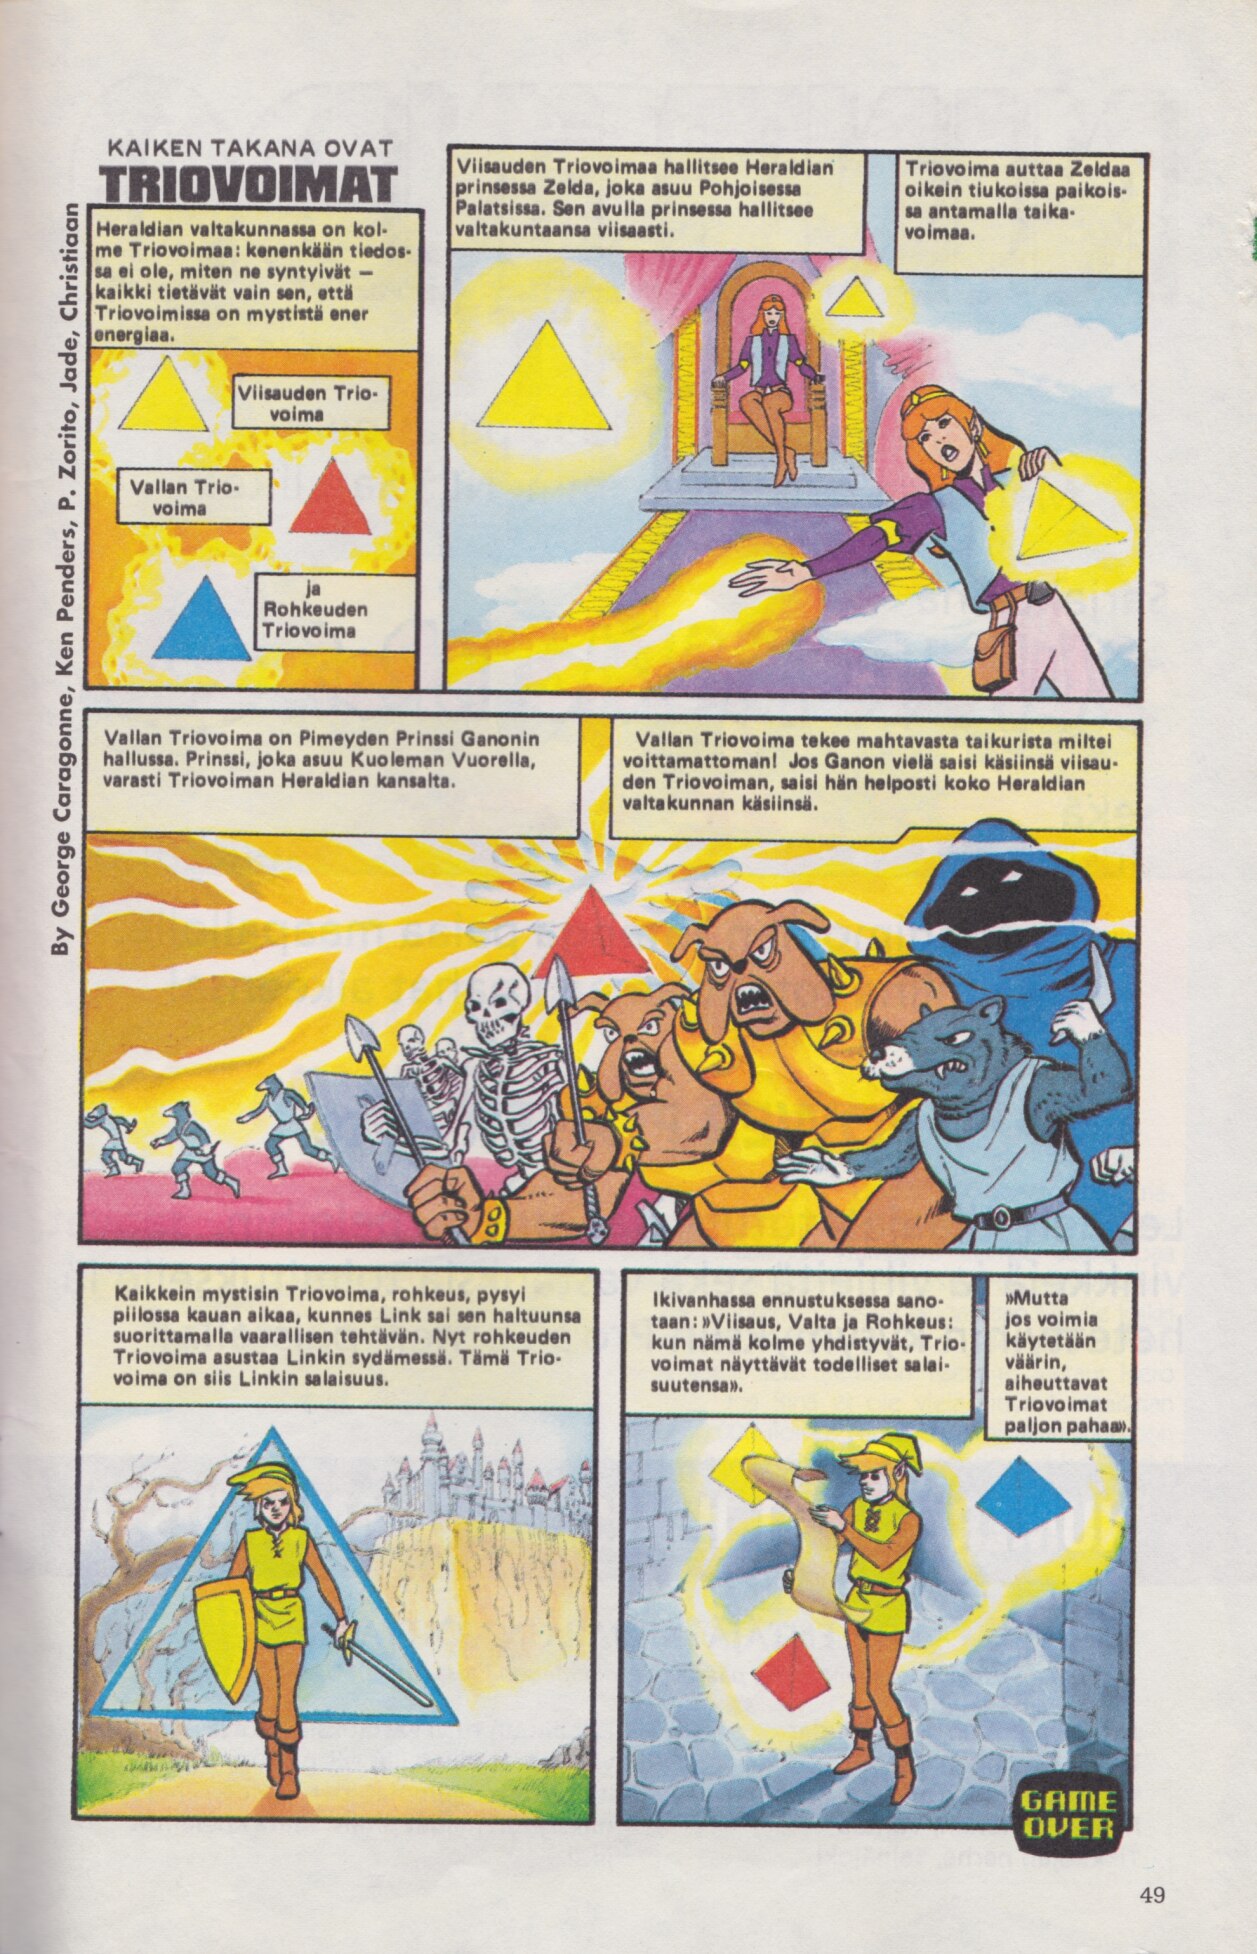 KAIKEN TAKANA OVAT
TRIOVOIMAT
By George Caragonne, Ken Penders, P. Zorito, Jade, Christiaan
Heraldian valtakunnassa on kol-
me Triovoimaa: kenenkään tiedos-
sa ei ole, miten ne syntyivät —
kaikki tietävät vain sen, että
Triovoimissa on mystistä ener
energiaa.
Viisauden Trio-
voima
Vallan Trio-
voima
ja
Rohkeuden
Triovoima
Viisauden Triovoimaa hallitsee Heraldian
prinsessa Zelda, joka asuu Pohjoisessa
Palatsissa. Sen avulla prinsessa hallitsee
valtakuntaansa viisaasti.
Triovoima auttaa Zeldaa
oikein tiukoissa paikois-
sa antamalla taika-
voimaa.
Vallan Triovoima on Pimeyden Prinssi Ganonin
hallussa. Prinssi, joka asuu Kuoleman Vuorella,
varasti Triovoiman Heraldian kansalta.
Vallan Triovoima tekee mahtavasta taikurista miltei
voittamattoman! Jos Ganon vielä saisi käsiinsä viisau-
den Triovoiman, saisi hän helposti koko Heraldian
valtakunnan käsiinsä.
Kaikkein mystisin Triovoima, rohkeus, pysyi
piilossa kauan aikaa, kunnes Link sai sen haltuunsa
suorittamalla vaarallisen tehtävän. Nyt rohkeuden
Triovoima asustaa Linkin sydämessä. Tämä Trio-
voima on siis Linkin salaisuus.
Ikivanhassa ennustuksessa sano-
taan: »Viisaus, Valta ja Rohkeus:
kun nämä kolme yhdistyvät, Trio-
voimat näyttävät todelliset salai-
suutensa».
»Mutta
jos voimia
käytetään
väärin,
aiheuttavat
Triovoimat
paljon pahaa».
GAME
OVER
49